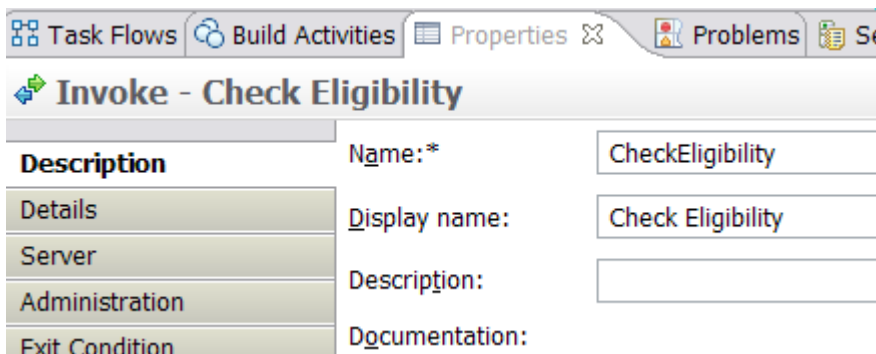 Task Flows Build Activities Properties Problems
Invoke - Check Eligibility
Description
Name:* CheckEligibility
Details
Display name: Check Eligibility
Server
Description:
Administration
Documentation:
Exit Condition